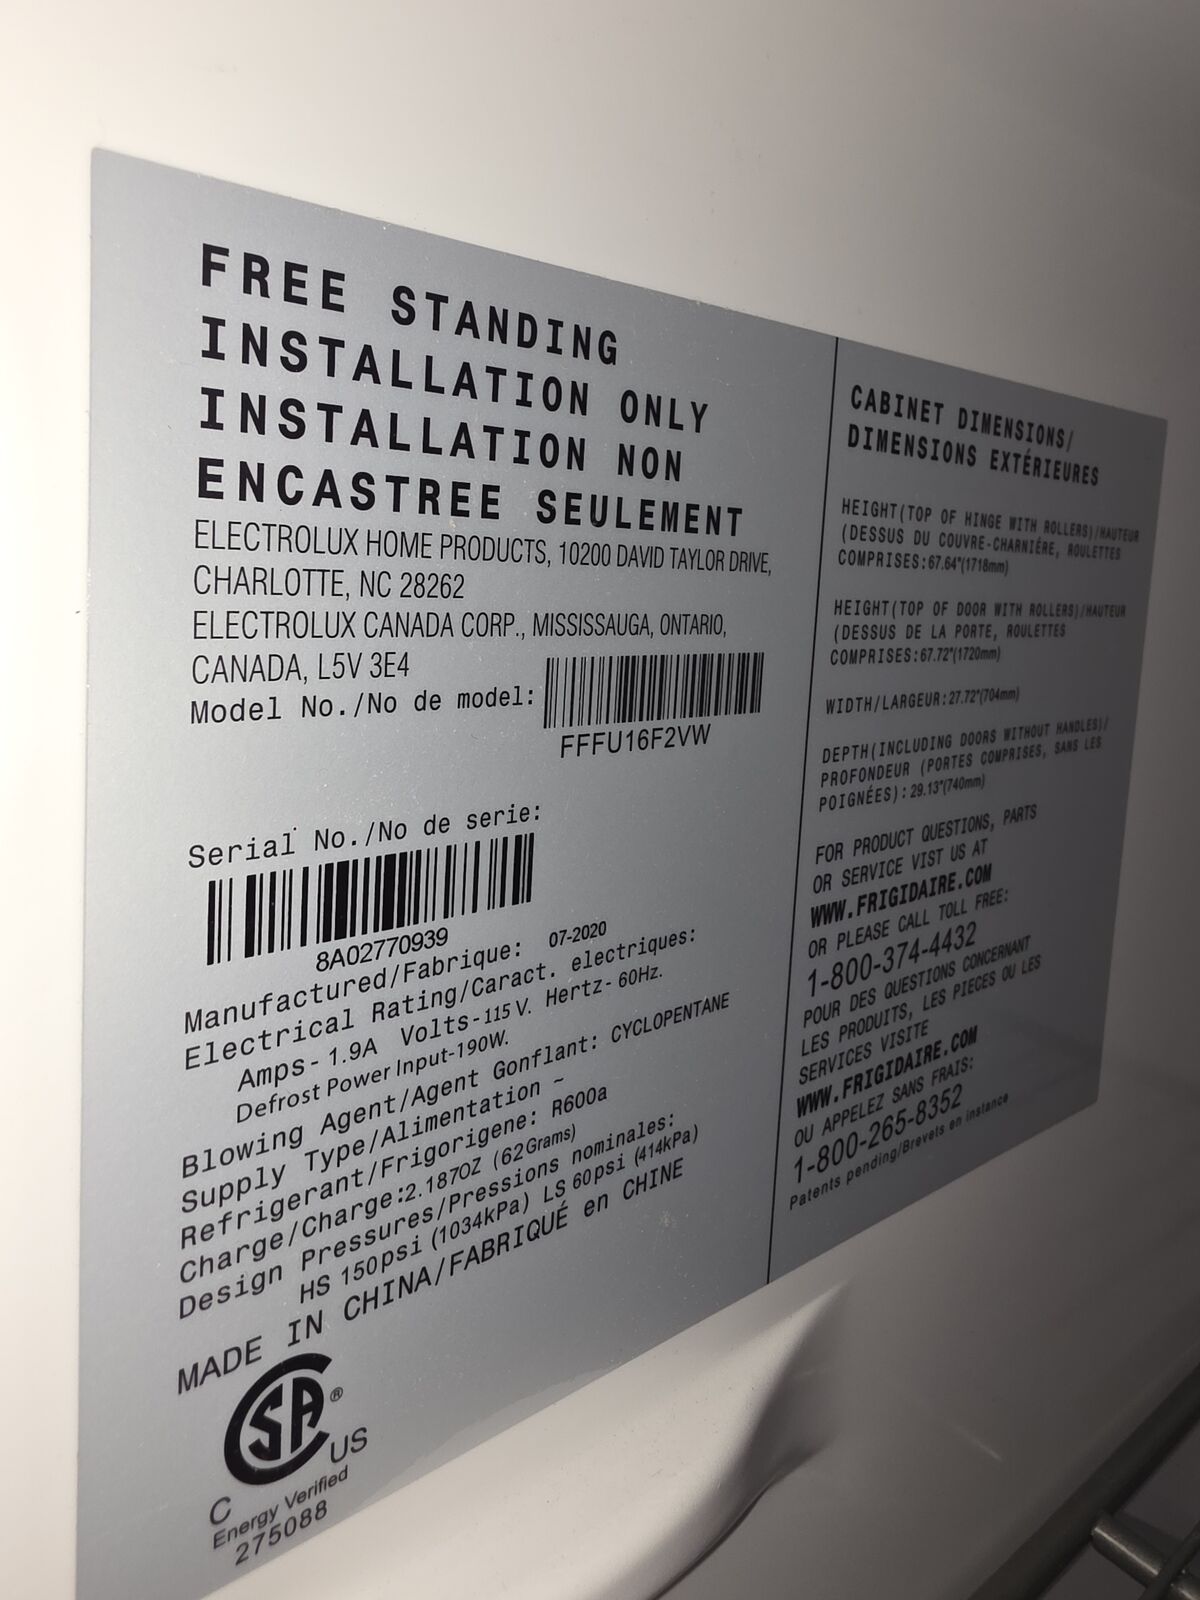 FREE STANDING
INSTALLATION ONLY
INSTALLATION NON
ENCASTREE SEULEMENT
ELECTROLUX HOME PRODUCTS, 10200 DAVID TAYLOR DRIVE,
CHARLOTTE, NC 28262
ELECTROLUX CANADA CORP., MISSISSAUGA, ONTARIO,
CANADA, L5V 3E4
Model No./No de model:
FFFU16F2VW
Serial No./No de serie:
8A02770939
Manufactured/Fabrique: 07-2020
Electrical Rating/Caract. electriques:
Amps- 1.9A Volts-115 V. Hertz- 60Hz.
Defrost Power Input-190W.
Blowing Agent/Agent Gonflant: CYCLOPENTANE
Supply Type/Alimentation ~
Refrigerant/Frigorigene: R600a
Charge/Charge:2.187OZ (62Grams)
Design Pressures/Pressions nominales:
HS 150psi (1034kPa) LS 60psi (414kPa)
MADE IN CHINA/FABRIQUÉ en CHINE
SA®
C US
Energy Verified
275088
CABINET DIMENSIONS/
DIMENSIONS EXTÉRIEURES
HEIGHT(TOP OF HINGE WITH ROLLERS)/HAUTEUR
(DESSUS DU COUVRE-CHARNIÉRE, ROULETTES
COMPRISES:67.64"(1718mm)
HEIGHT(TOP OF DOOR WITH ROLLERS)/HAUTEUR
(DESSUS DE LA PORTE, ROULETTES
COMPRISES:67.72"(1720mm)
WIDTH/LARGEUR:27.72"(704mm)
DEPTH(INCLUDING DOORS WITHOUT HANDLES)/
PROFONDEUR (PORTES COMPRISES, SANS LES
POIGNÉES):29.13"(740mm)
FOR PRODUCT QUESTIONS, PARTS
OR SERVICE VIST US AT
WWW.FRIGIDAIRE.COM
OR PLEASE CALL TOLL FREE:
1-800-374-4432
POUR DES QUESTIONS CONCERNANT
LES PRODUITS, LES PIECES OU LES
SERVICES VISITE
WWW.FRIGIDAIRE.COM
OU APPELEZ SANS FRAIS:
1-800-265-8352
Patents pending/Brevets en instance